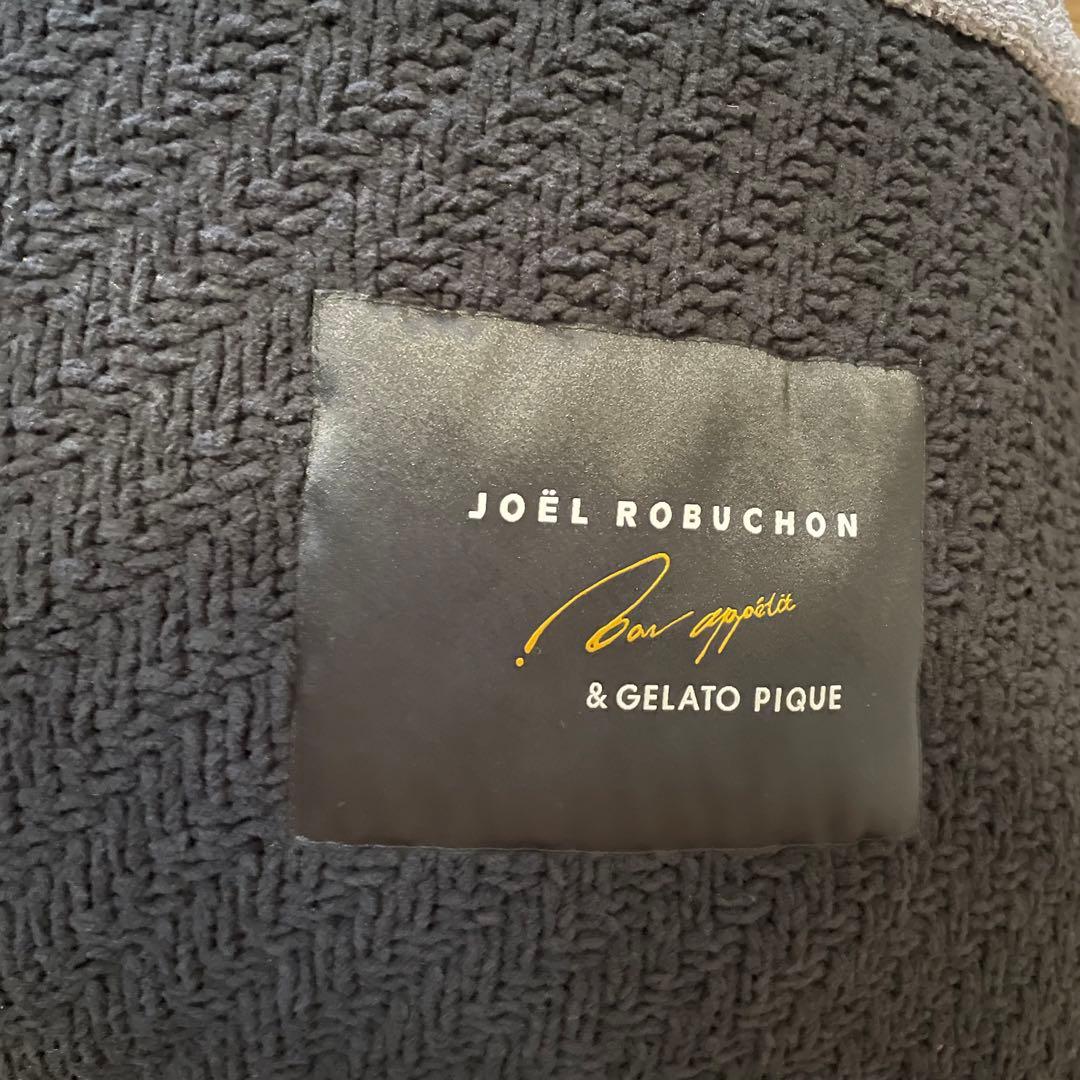 JOËL ROBUCHON
Bon appétit
& GELATO PIQUE